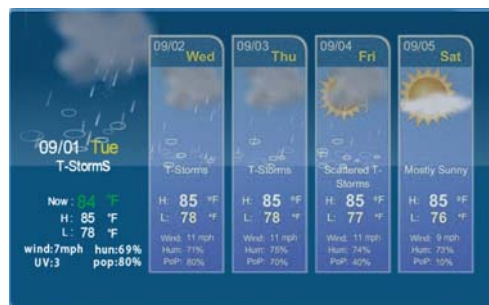 09/01 Tue
T-Storms
Now: 84 °F
H: 85 °F
L: 78 °F
wind:7mph hun:69%
UV:3 pop:80%
09/02
Wed
T-Storms
H: 85 °F
L: 78 °F
Wind: 11 mph
Hum: 71%
PoP: 80%
09/03
Thu
T-Storms
H: 85 °F
L: 78 °F
Wind: 11 mph
Hum: 76%
PoP: 70%
09/04
Fri
Scattered T-
Storms
H: 85 °F
L: 77 °F
Wind: 11 mph
Hum: 74%
PoP: 40%
09/05
Sat
Mostly Sunny
H: 85 °F
L: 76 °F
Wind: 9 mph
Hum: 73%
PoP: 10%